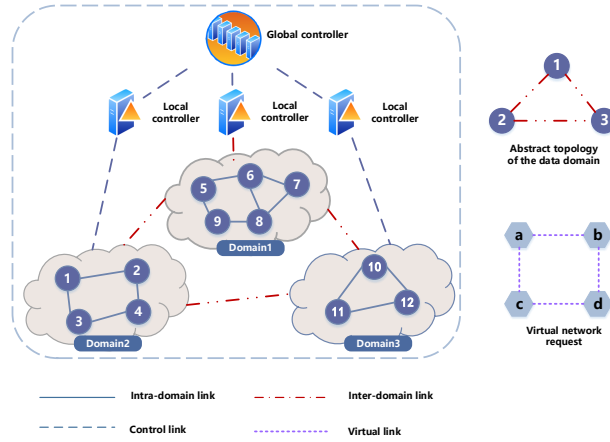 Global controller
Local
controller
Local
controller
Local
controller
1
2
3
Abstract topology
of the data domain
5
6
7
9
8
Domain1
1
2
3
4
Domain2
10
11
12
Domain3
a
b
c
d
Virtual network
request
Intra-domain link
Inter-domain link
Control link
Virtual link